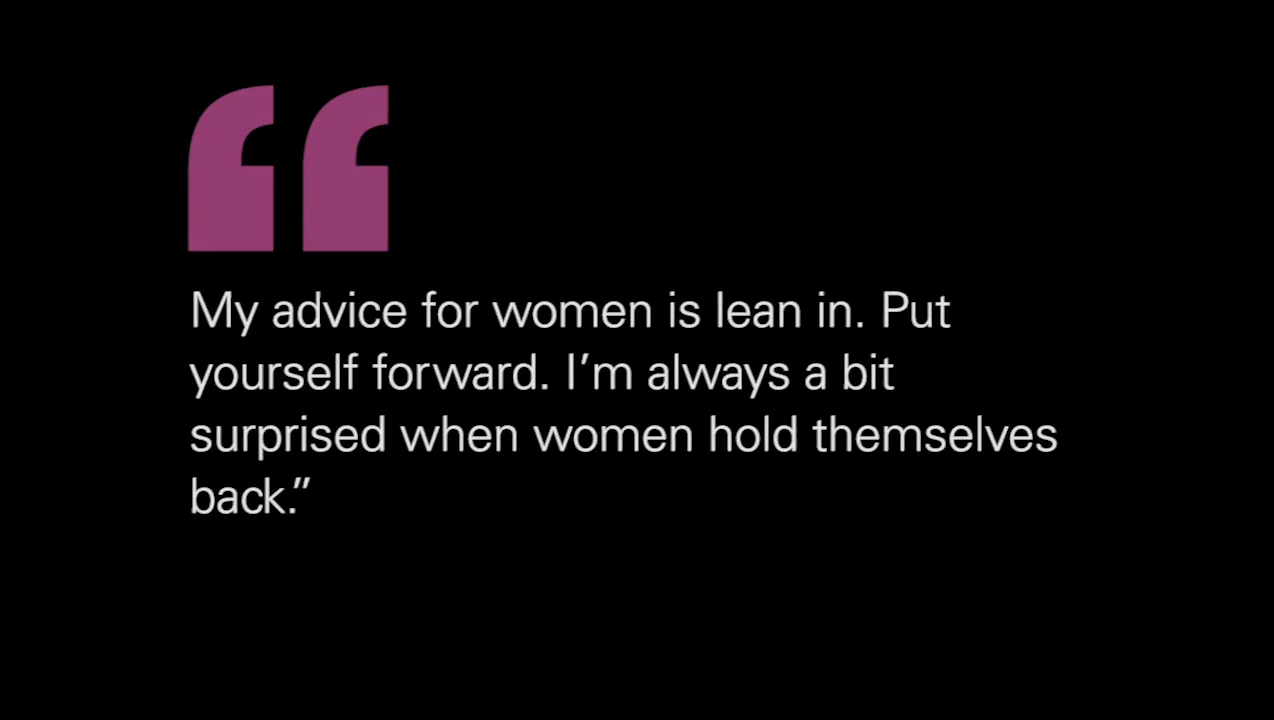 “
My advice for women is lean in. Put
yourself forward. I’m always a bit
surprised when women hold themselves
back.”